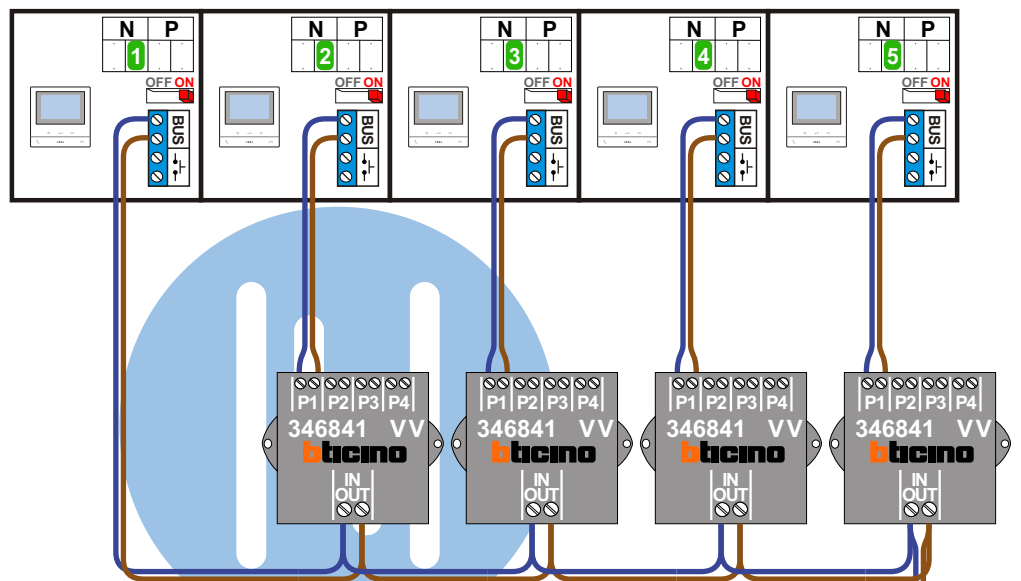 N P
N P
N P
N P
N P
1
2
3
4
5
OFF ON
OFF ON
OFF ON
OFF ON
OFF ON
BUS
BUS
BUS
BUS
BUS
P1 P2 P3 P4
P1 P2 P3 P4
P1 P2 P3 P4
P1 P2 P3 P4
346841 VV
346841 VV
346841 VV
346841 VV
bticino
bticino
bticino
bticino
IN
OUT
IN
OUT
IN
OUT
IN
OUT